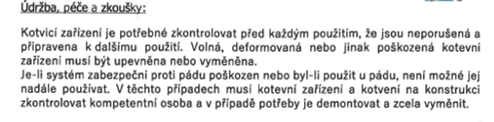 Údržba, péče a zkoušky:
Kotvicí zařízení je potřebné zkontrolovat před každým použitím, že jsou neporušená a
připravena k dalšímu použití. Volná, deformovaná nebo jinak poškozená kotevní
zařízení musí být upevněna nebo vyměněna.
Je-li systém zabezpeční proti pádu poškozen nebo byl-li použit u pádu, není možné jej
nadále používat. V těchto případech musí kotevní zařízení a kotvení na konstrukci
zkontrolovat kompetentní osoba a v případě potřeby je demontovat a zcela vyměnit.